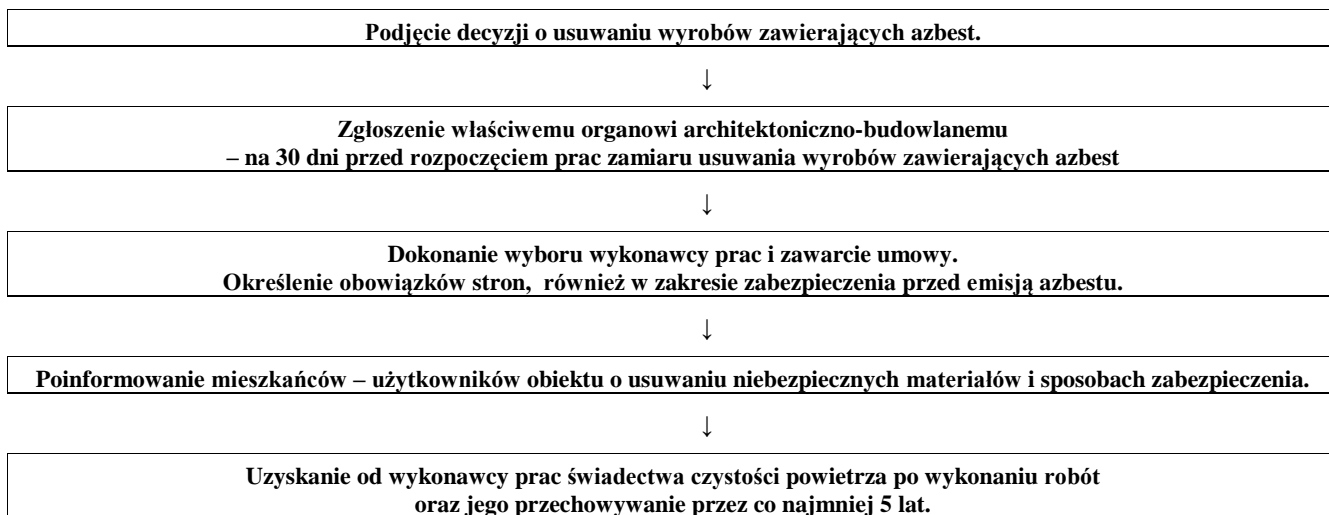 Podjęcie decyzji o usuwaniu wyrobów zawierających azbest.
↓
Zgłoszenie właściwemu organowi architektoniczno-budowlanemu
– na 30 dni przed rozpoczęciem prac zamiaru usuwania wyrobów zawierających azbest
↓
Dokonanie wyboru wykonawcy prac i zawarcie umowy.
Określenie obowiązków stron, również w zakresie zabezpieczenia przed emisją azbestu.
↓
Poinformowanie mieszkańców – użytkowników obiektu o usuwaniu niebezpiecznych materiałów i sposobach zabezpieczenia.
↓
Uzyskanie od wykonawcy prac świadectwa czystości powietrza po wykonaniu robót
oraz jego przechowywanie przez co najmniej 5 lat.